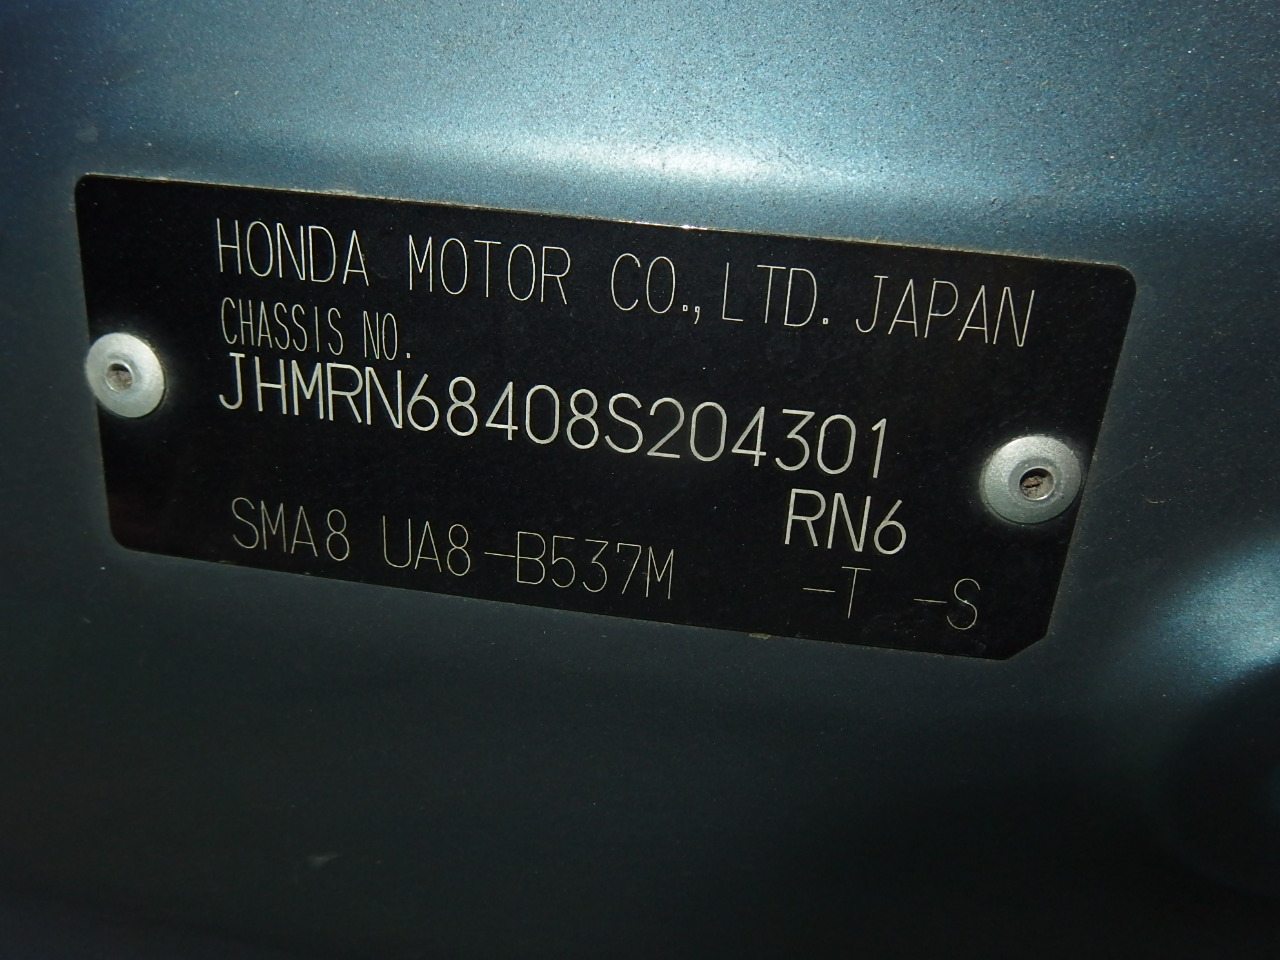 HONDA MOTOR CO., LTD. JAPAN
CHASSIS NO.
JHMRN68408S204301
RN6
SMA8 UA8-B537M -T -S